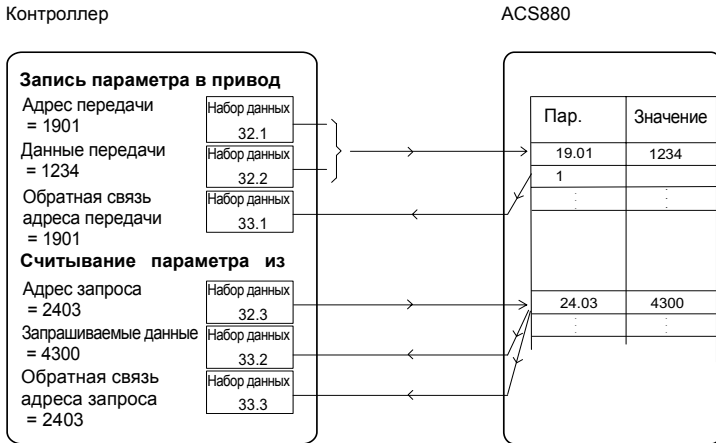 Контроллер
ACS880
Запись параметра в привод
Адрес передачи
= 1901
Набор данных
32.1
Данные передачи
= 1234
Набор данных
32.2
Обратная связь
адреса передачи
= 1901
Набор данных
33.1
Считывание параметра из
Адрес запроса
= 2403
Набор данных
32.3
Запрашиваемые данные
= 4300
Набор данных
33.2
Обратная связь
адреса запроса
= 2403
Набор данных
33.3
Пар. Значение
19.01 1234
1
24.03 4300